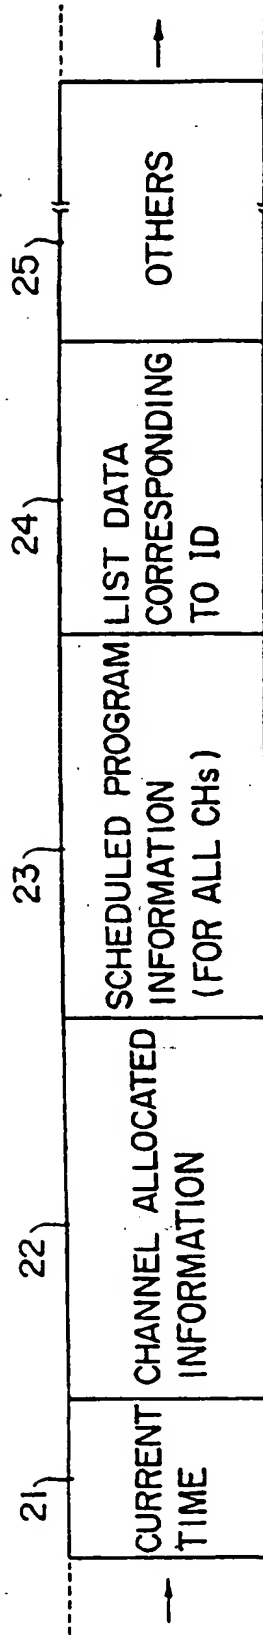 21
22
23
24
25
CURRENT
TIME
CHANNEL ALLOCATED
INFORMATION
SCHEDULED PROGRAM
INFORMATION
(FOR ALL CHs)
LIST DATA
CORRESPONDING
TO ID
OTHERS